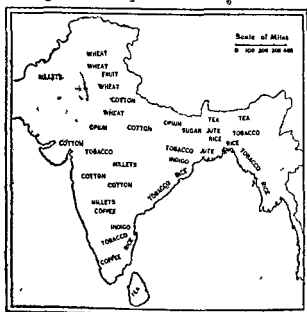 Scale of Miles
0 100 200 300 400
WHEAT
WHEAT
FRUIT
MILLETS
WHEAT
COTTON
WHEAT
OPIUM
COTTON
OPIUM
TEA
TEA
SUGAR JUTE
TOBACCO
RICE
RICE
COTTON
TOBACCO
TOBACCO
JUTE
TOBACCO
MILLETS
INDIGO
RICE
COTTON
COTTON
TOBACCO
RICE
MILLETS
COFFEE
INDIGO
TOBACCO
RICE
COFFEE
TEA